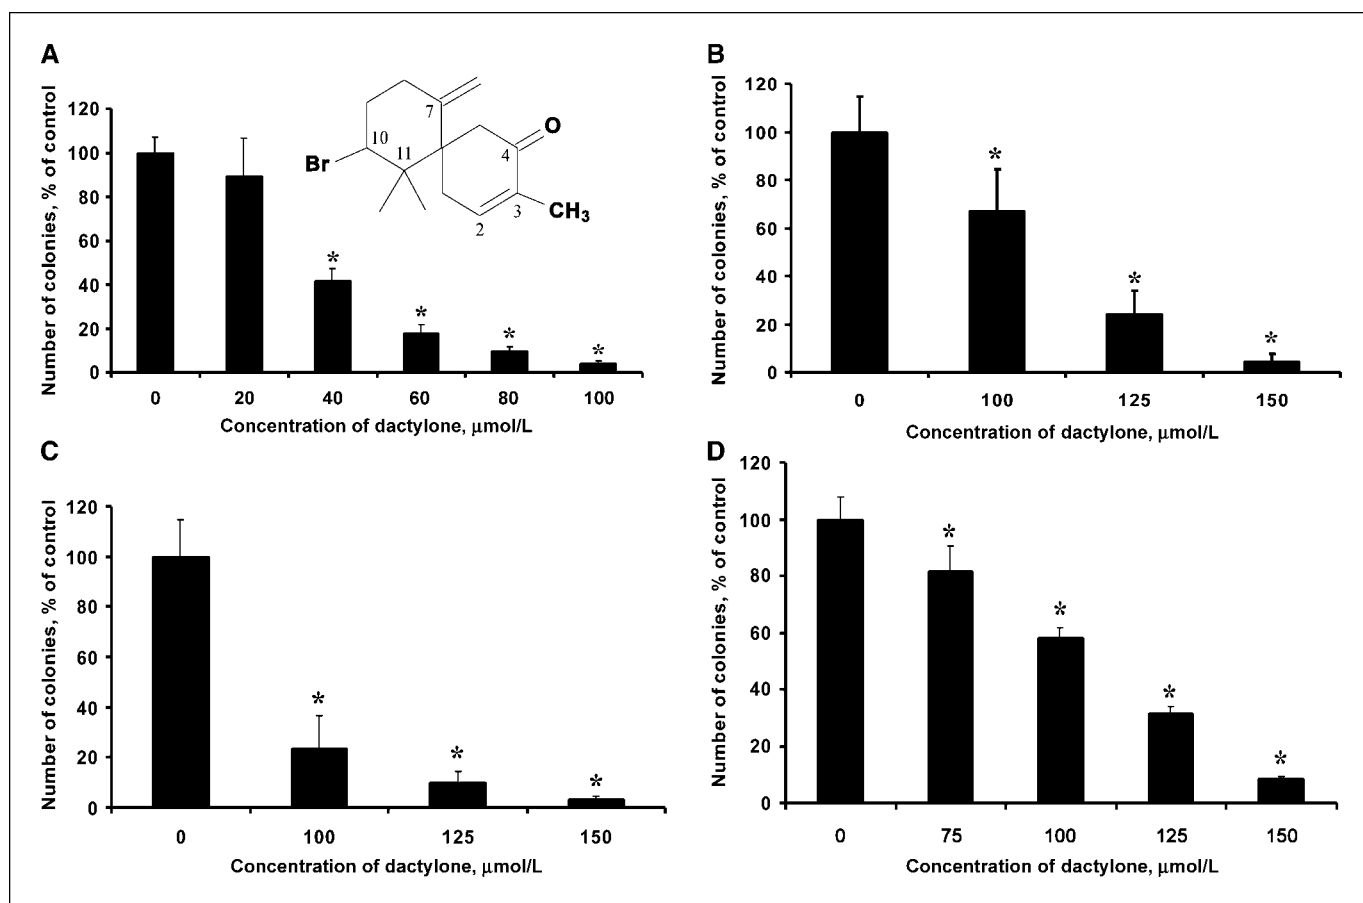 A
Number of colonies, % of control
120
100
80
60
40
20
0
7
10
11
4
3
2
Br
O
CH3
*
*
*
*
0 20 40 60 80 100
Concentration of dactylone, μmol/L
B
Number of colonies, % of control
120
100
80
60
40
20
0
*
*
*
0 100 125 150
Concentration of dactylone, μmol/L
C
Number of colonies, % of control
120
100
80
60
40
20
0
*
*
*
0 100 125 150
Concentration of dactylone, μmol/L
D
Number of colonies, % of control
120
100
80
60
40
20
0
*
*
*
*
0 75 100 125 150
Concentration of dactylone, μmol/L